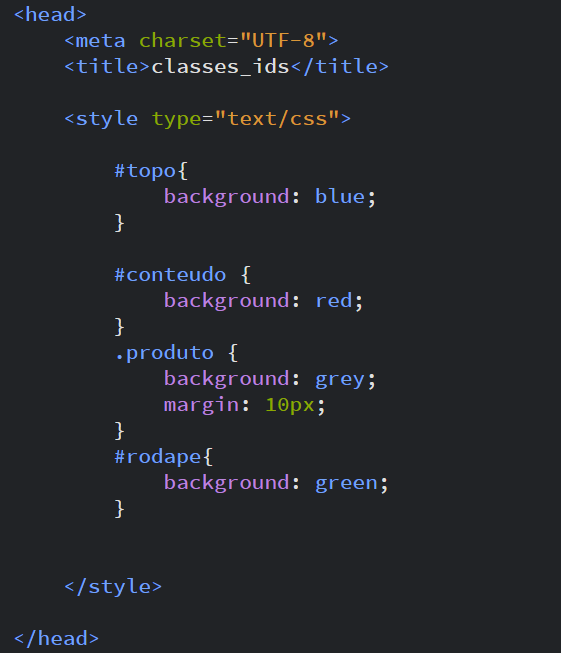 <head>
    <meta charset="UTF-8">
    <title>classes_ids</title>
    <style type="text/css">
        #topo{
            background: blue;
        }
        #conteudo {
            background: red;
        }
        .produto {
            background: grey;
            margin: 10px;
        }
        #rodape{
            background: green;
        }
    </style>
</head>